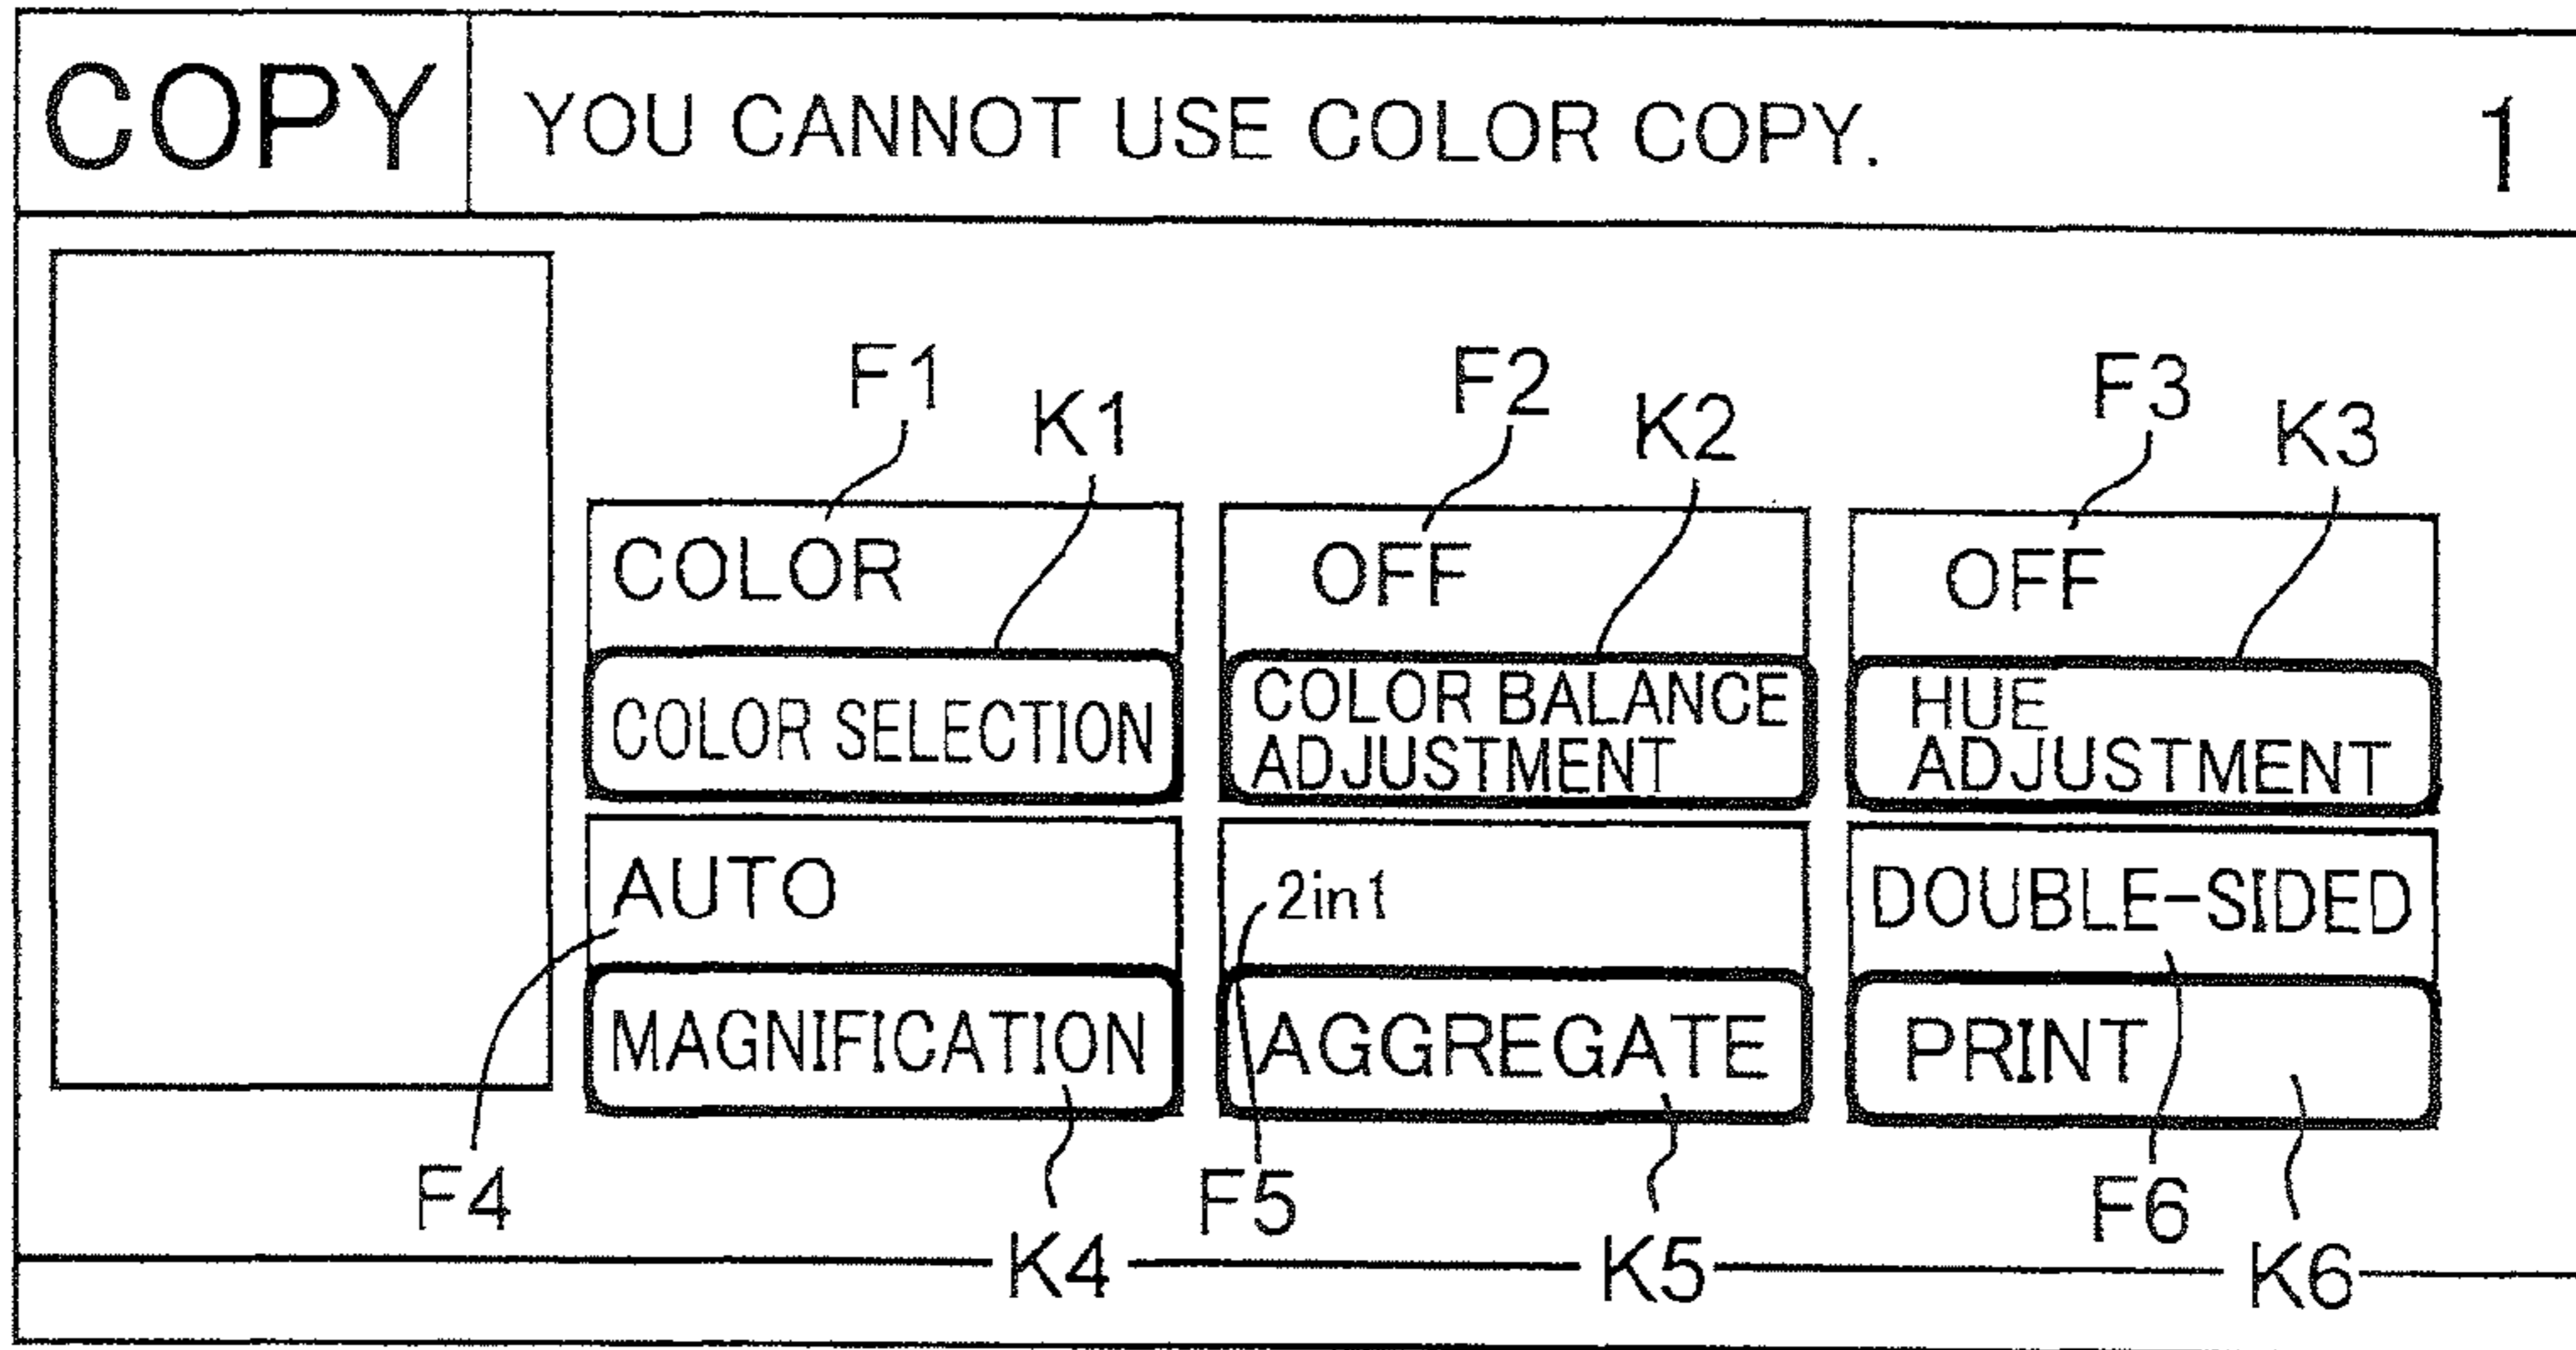 COPY
YOU CANNOT USE COLOR COPY.
1
F1
K1
F2
K2
F3
K3
COLOR
COLOR SELECTION
OFF
COLOR BALANCE
ADJUSTMENT
OFF
HUE
ADJUSTMENT
AUTO
MAGNIFICATION
2in1
AGGREGATE
DOUBLE-SIDED
PRINT
F4
K4
F5
K5
F6
K6